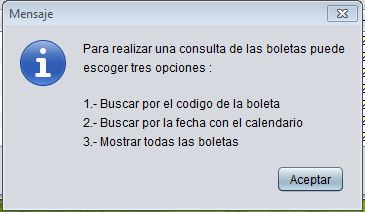 Mensaje
Para realizar una consulta de las boletas puede
escoger tres opciones :
1.- Buscar por el codigo de la boleta
2.- Buscar por la fecha con el calendario
3.- Mostrar todas las boletas
Aceptar